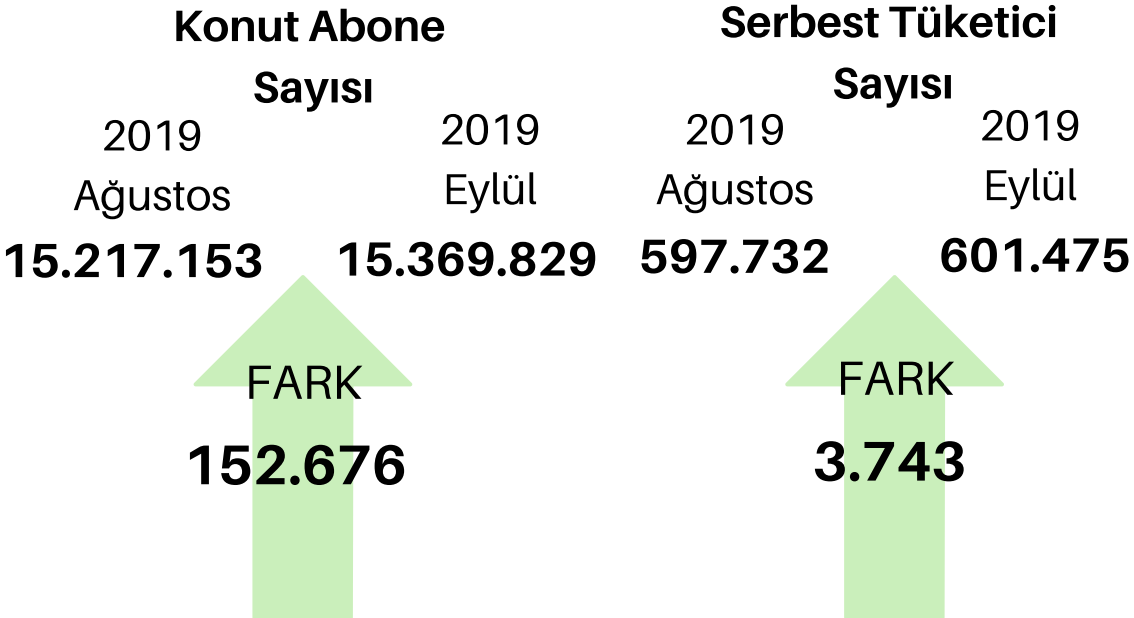 Konut Abone
Sayısı
2019
Ağustos
15.217.153
2019
Eylül
15.369.829
FARK
152.676
Serbest Tüketici
Sayısı
2019
Ağustos
597.732
2019
Eylül
601.475
FARK
3.743